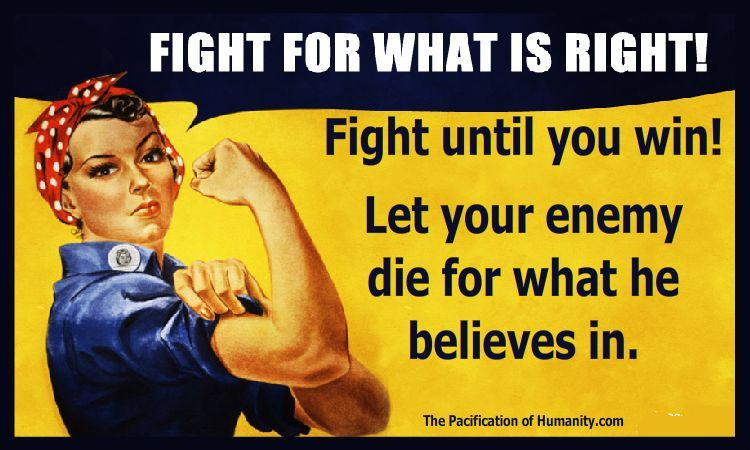 FIGHT FOR WHAT IS RIGHT!
Fight until you win!
Let your enemy
die for what he
believes in.
The Pacification of Humanity.com